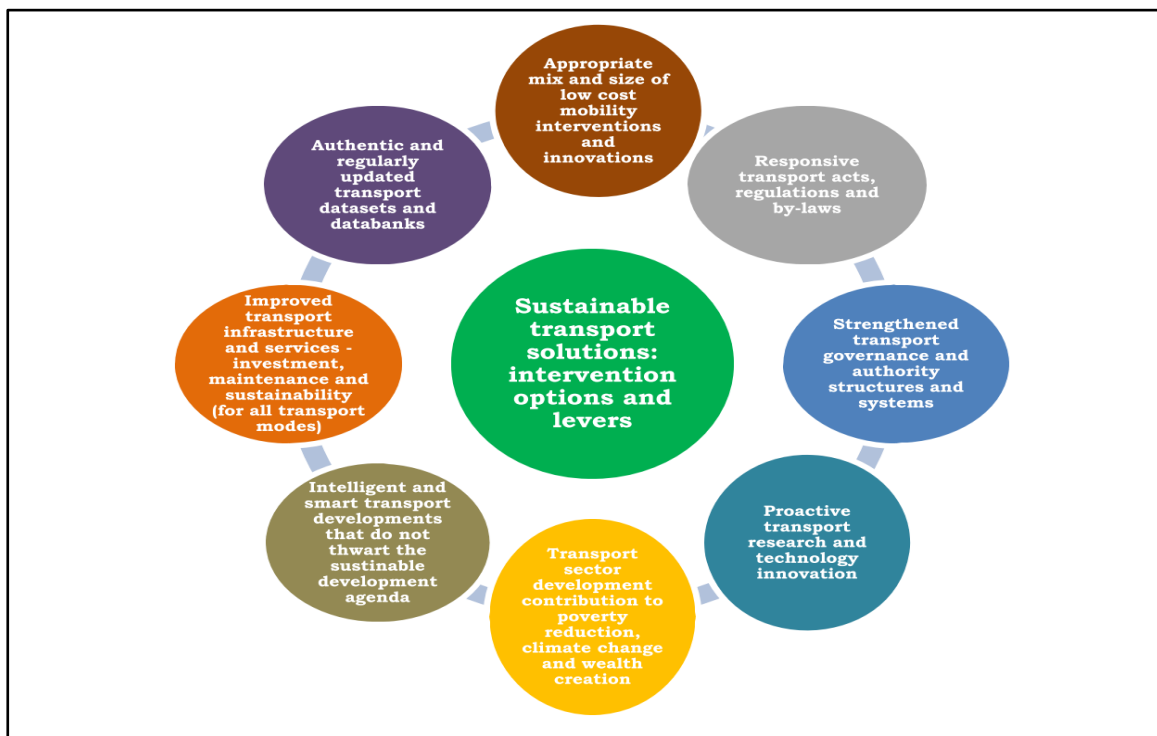 Appropriate
mix and size of
low cost
mobility
interventions
and
innovations
Responsive
transport acts,
regulations and
by-laws
Strengthened
transport
governance and
authority
structures and
systems
Proactive
transport
research and
technology
innovation
Transport
sector
development
contribution to
poverty
reduction,
climate change
and wealth
creation
Intelligent and
smart transport
developments
that do not
thwart the
sustinable
development
agenda
Improved
transport
infrastructure
and services -
investment,
maintenance and
sustainability
(for all transport
modes)
Authentic and
regularly
updated
transport
datasets and
databanks
Sustainable
transport
solutions:
intervention
options and
levers